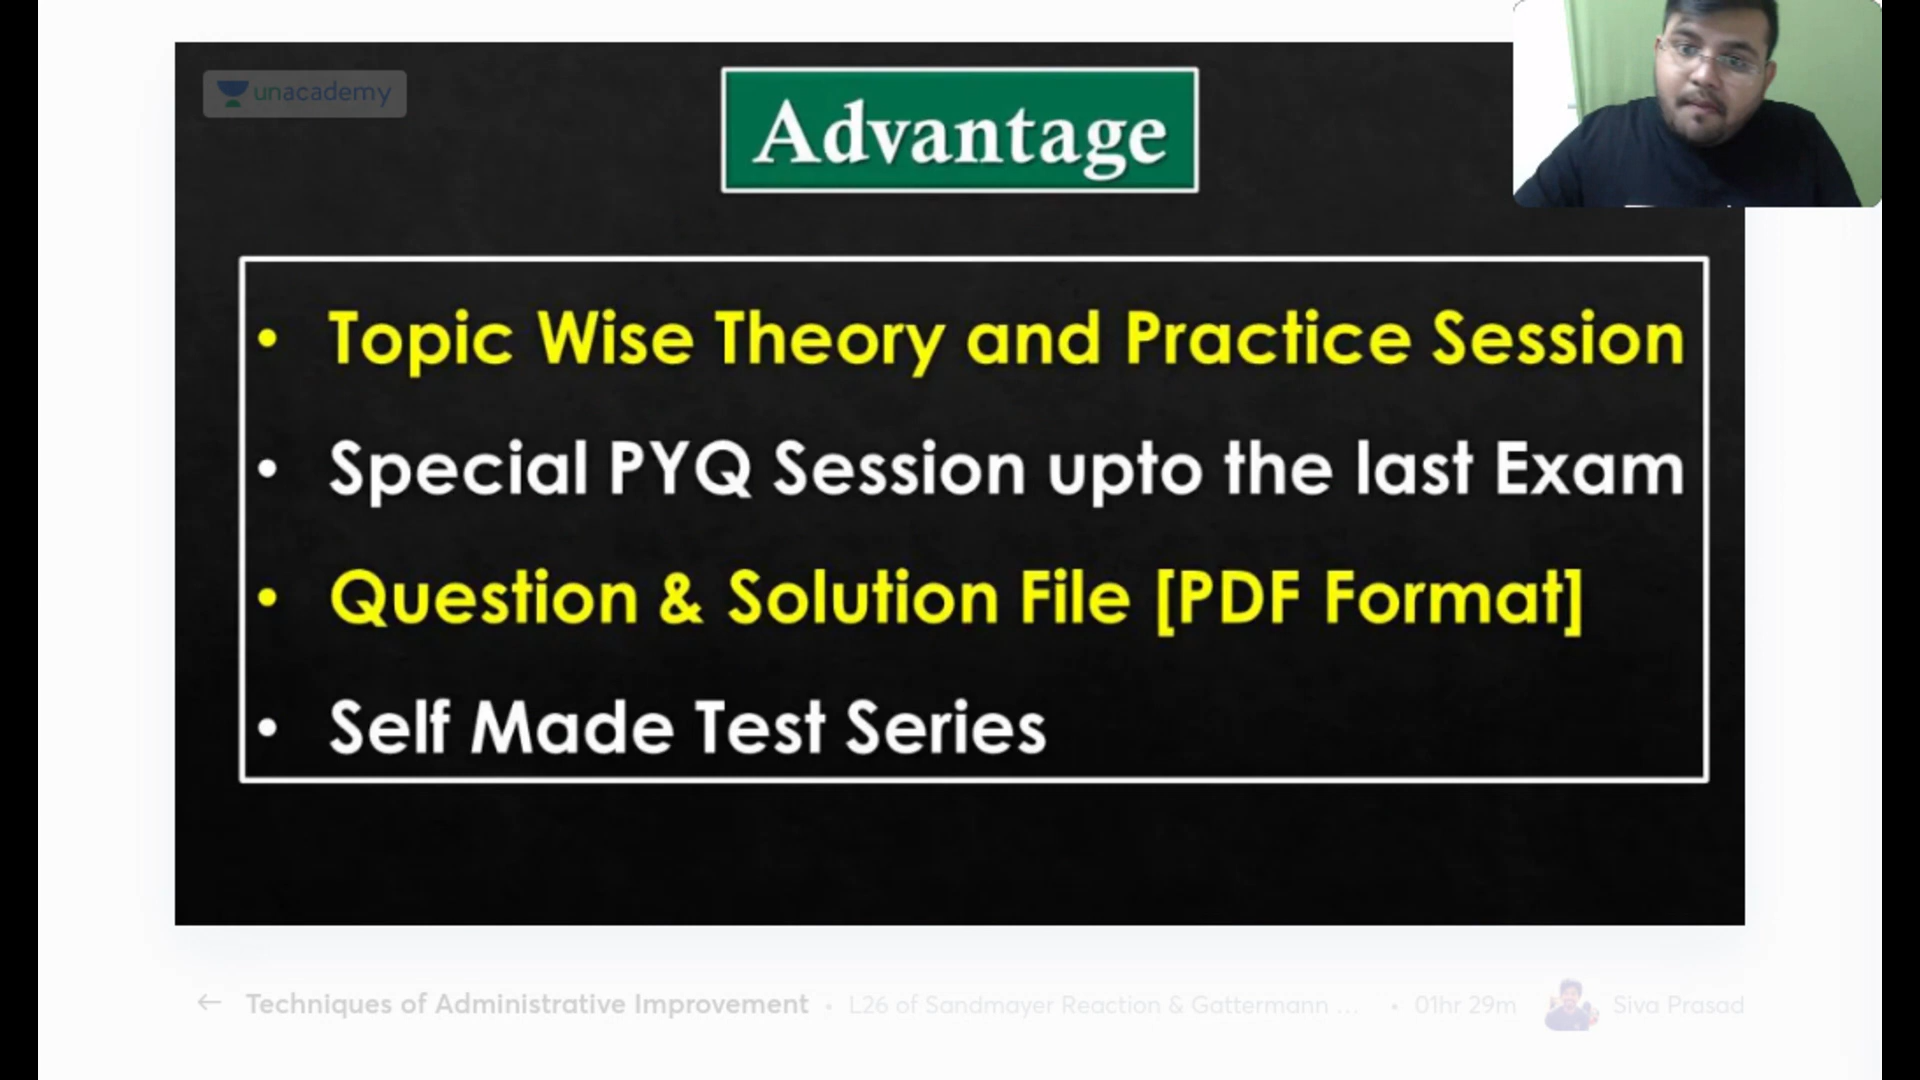 unacademy
Advantage
• Topic Wise Theory and Practice Session
• Special PYQ Session upto the last Exam
• Question & Solution File [PDF Format]
• Self Made Test Series
← Techniques of Administrative Improvement • L26 of Sandmayer Reaction & Gattermann ... • 01hr 29m Siva Prasad